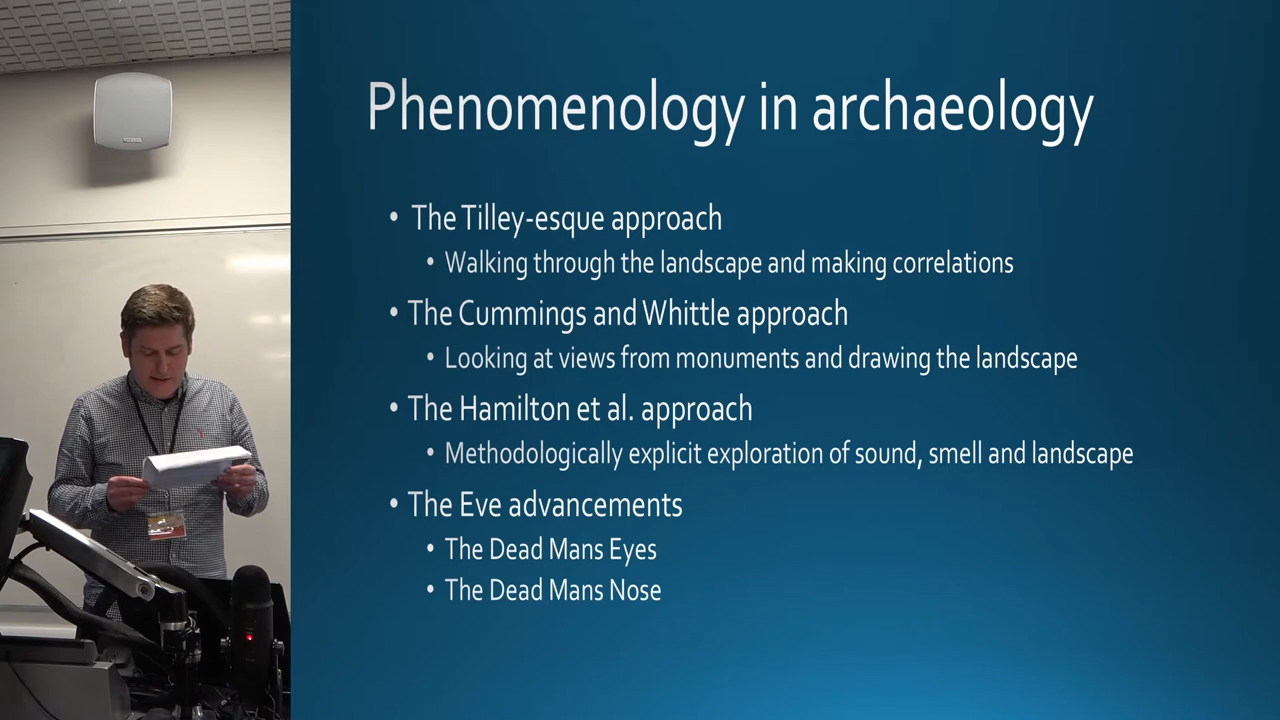 Phenomenology in archaeology
• The Tilley-esque approach
• Walking through the landscape and making correlations
• The Cummings and Whittle approach
• Looking at views from monuments and drawing the landscape
• The Hamilton et al. approach
• Methodologically explicit exploration of sound, smell and landscape
• The Eve advancements
• The Dead Mans Eyes
• The Dead Mans Nose